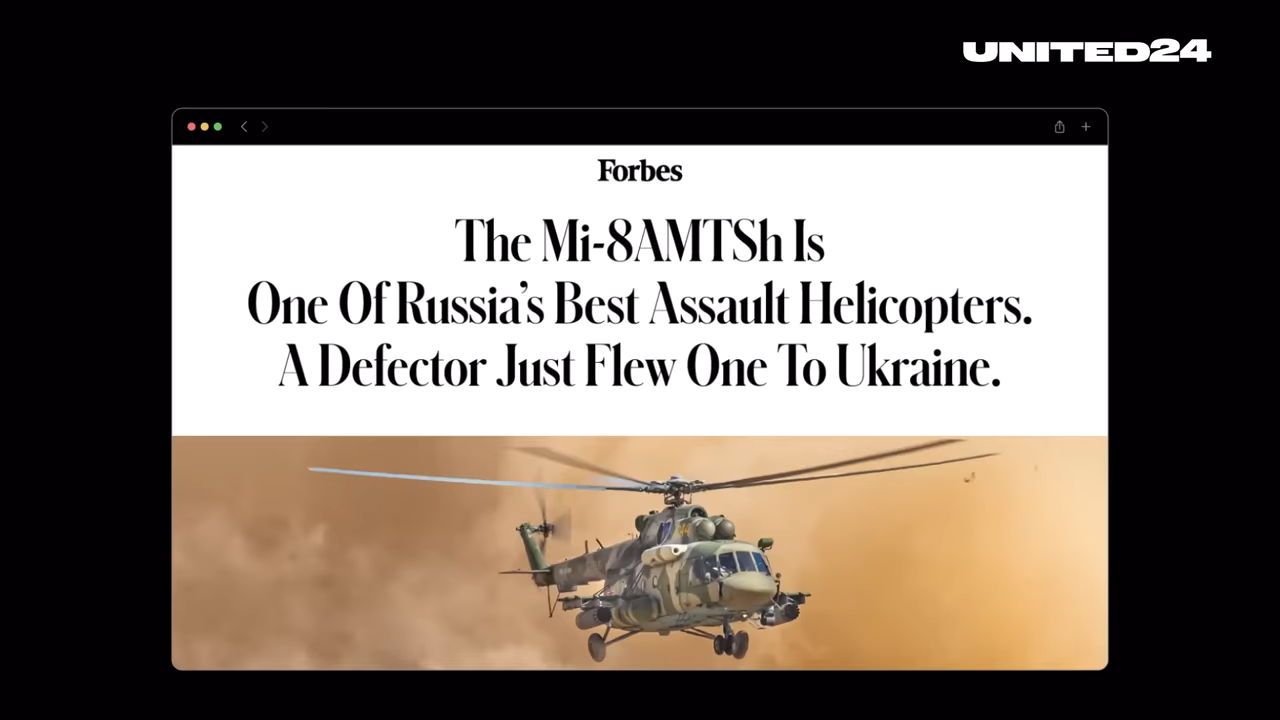 UNITED24
Forbes
The Mi-8AMTSh Is
One Of Russia’s Best Assault Helicopters.
A Defector Just Flew One To Ukraine.